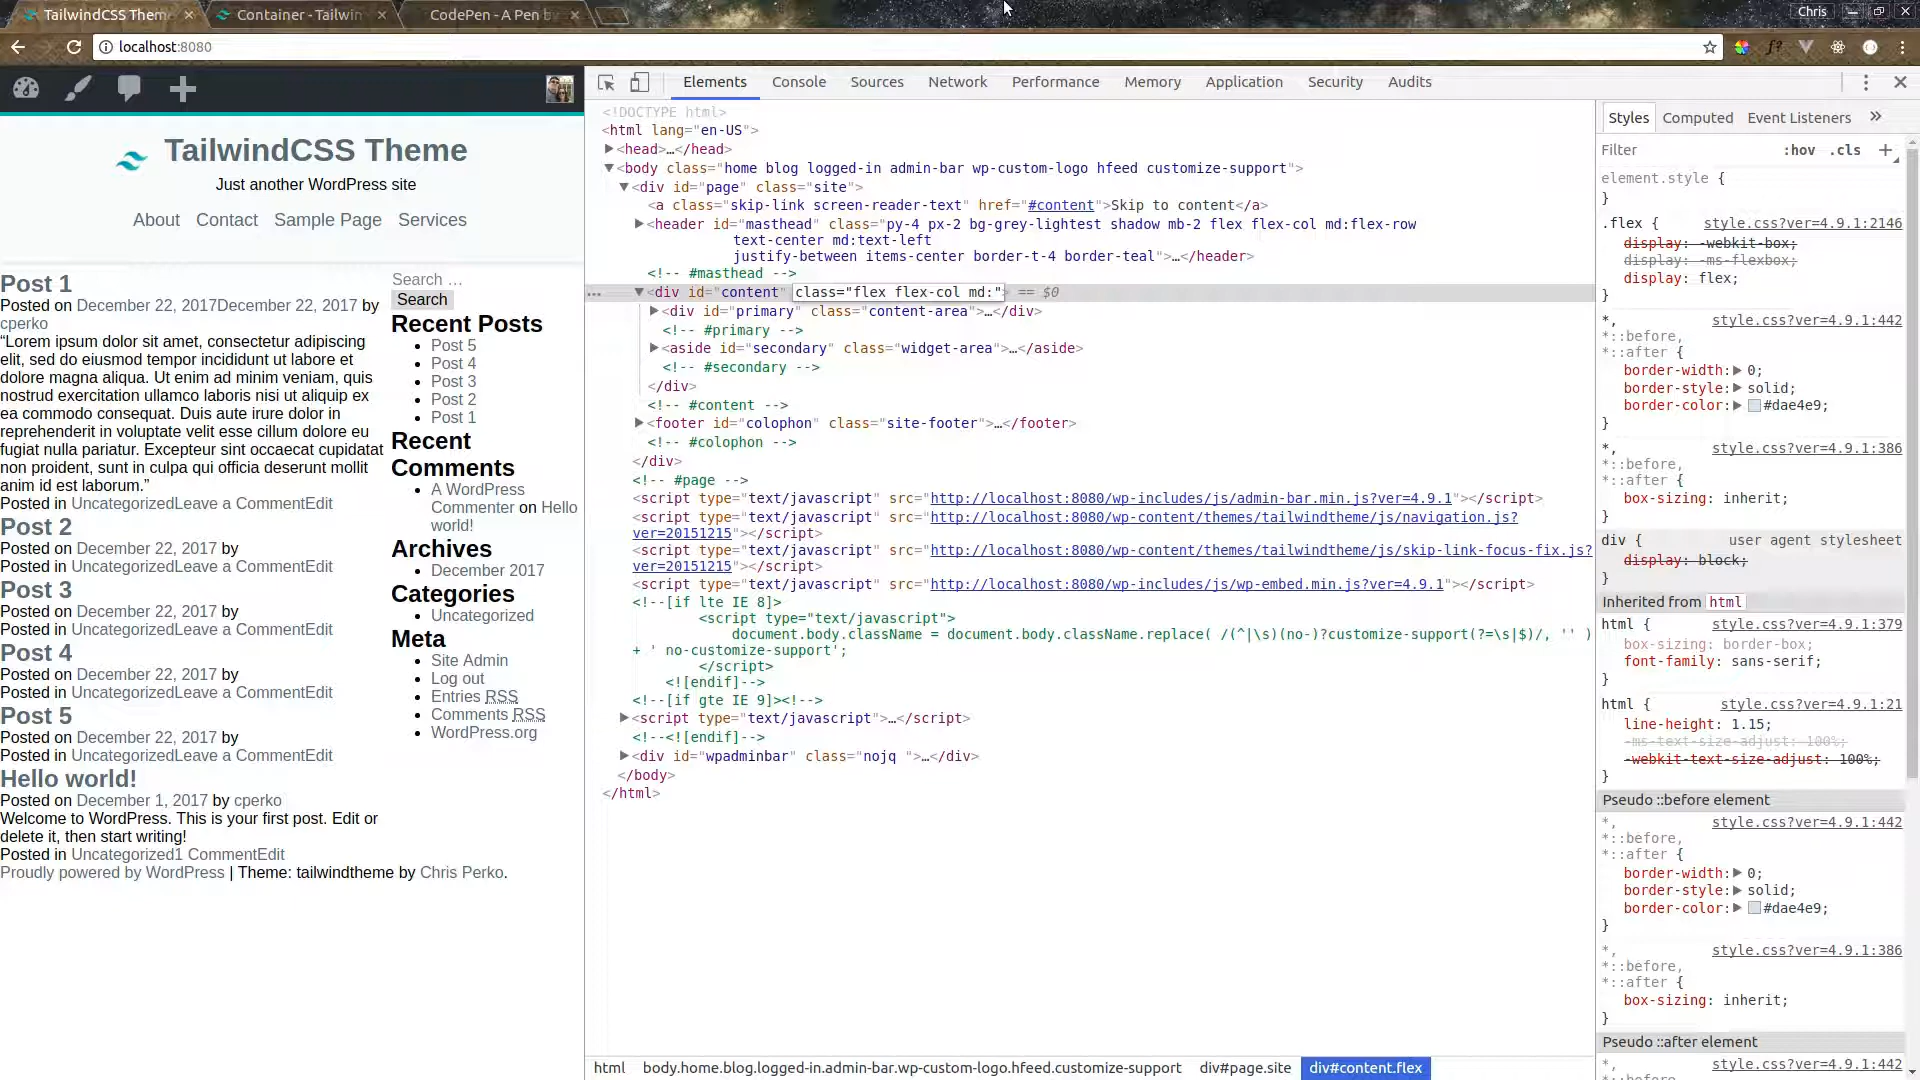 TailwindCSS Them
Container - Tailwin
CodePen - A Pen by
Chris
localhost:8080
TailwindCSS Theme
Just another WordPress site
About Contact Sample Page Services
Post 1
Posted on December 22, 2017December 22, 2017 by
cperko
“Lorem ipsum dolor sit amet, consectetur adipiscing
elit, sed do eiusmod tempor incididunt ut labore et
dolore magna aliqua. Ut enim ad minim veniam, quis
nostrud exercitation ullamco laboris nisi ut aliquip ex
ea commodo consequat. Duis aute irure dolor in
reprehenderit in voluptate velit esse cillum dolore eu
fugiat nulla pariatur. Excepteur sint occaecat cupidatat
non proident, sunt in culpa qui officia deserunt mollit
anim id est laborum.”
Posted in UncategorizedLeave a CommentEdit
Post 2
Posted on December 22, 2017 by
UncategorizedLeave a CommentEdit
Post 3
Posted on December 22, 2017 by
UncategorizedLeave a CommentEdit
Post 4
Posted on December 22, 2017 by
Posted in UncategorizedLeave a CommentEdit
Post 5
Posted on December 22, 2017 by
Posted in UncategorizedLeave a CommentEdit
Hello world!
Posted on December 1, 2017 by cperko
Welcome to WordPress. This is your first post. Edit or
delete it, then start writing!
Posted in Uncategorized1 CommentEdit
Proudly powered by WordPress | Theme: tailwindtheme by Chris Perko.
Search …
Search
Recent Posts
Post 5
Post 4
Post 3
Post 2
Post 1
Recent
Comments
A WordPress
Commenter on Hello
world!
Archives
December 2017
Categories
Uncategorized
Meta
Site Admin
Log out
Entries RSS
Comments RSS
WordPress.org
Elements Console Sources Network Performance Memory Application Security Audits
<!DOCTYPE html>
<html lang="en-US">
<head>…</head>
<body class="home blog logged-in admin-bar wp-custom-logo hfeed customize-support">
<div id="page" class="site">
<a class="skip-link screen-reader-text" href="#content">Skip to content</a>
<header id="masthead" class="py-4 px-2 bg-grey-lightest shadow mb-2 flex flex-col md:flex-row
text-center md:text-left
justify-between items-center border-t-4 border-teal">…</header>
<!-- #masthead -->
<div id="content" class="flex flex-col md:"> == $0
<div id="primary" class="content-area">…</div>
<!-- #primary -->
<aside id="secondary" class="widget-area">…</aside>
<!-- #secondary -->
</div>
<!-- #content -->
<footer id="colophon" class="site-footer">…</footer>
<!-- #colophon -->
</div>
<!-- #page -->
<script type="text/javascript" src="http://localhost:8080/wp-includes/js/admin-bar.min.js?ver=4.9.1"></script>
<script type="text/javascript" src="http://localhost:8080/wp-content/themes/tailwindtheme/js/navigation.js?
ver=20151215"></script>
<script type="text/javascript" src="http://localhost:8080/wp-content/themes/tailwindtheme/js/skip-link-focus-fix.js?
ver=20151215"></script>
<script type="text/javascript" src="http://localhost:8080/wp-includes/js/wp-embed.min.js?ver=4.9.1"></script>
<!--[if lte IE 8]>
<script type="text/javascript">
document.body.className = document.body.className.replace( /(^|\s)(no-)?customize-support(?=\s|$)/, '' )
+ ' no-customize-support';
</script>
<![endif]-->
<!--[if gte IE 9]><!-->
<script type="text/javascript">…</script>
<!--<![endif]-->
<div id="wpadminbar" class="nojq ">…</div>
</body>
</html>
html body.home.blog.logged-in.admin-bar.wp-custom-logo.hfeed.customize-support div#page.site div#content.flex
Styles Computed Event Listeners »
Filter :hov .cls +
element.style {
}
.flex { style.css?ver=4.9.1:2146
display: -webkit-box;
display: -ms-flexbox;
display: flex;
}
*, style.css?ver=4.9.1:442
*::before,
*::after {
border-width: 0;
border-style: solid;
border-color: #dae4e9;
}
*, style.css?ver=4.9.1:386
*::before,
*::after {
box-sizing: inherit;
}
div { user agent stylesheet
display: block;
}
Inherited from html
html { style.css?ver=4.9.1:379
box-sizing: border-box;
font-family: sans-serif;
}
html { style.css?ver=4.9.1:21
line-height: 1.15;
-ms-text-size-adjust: 100%;
-webkit-text-size-adjust: 100%;
}
Pseudo ::before element
*, style.css?ver=4.9.1:442
*::before,
*::after {
border-width: 0;
border-style: solid;
border-color: #dae4e9;
}
*, style.css?ver=4.9.1:386
*::before,
*::after {
box-sizing: inherit;
}
Pseudo ::after element
*, style.css?ver=4.9.1:442